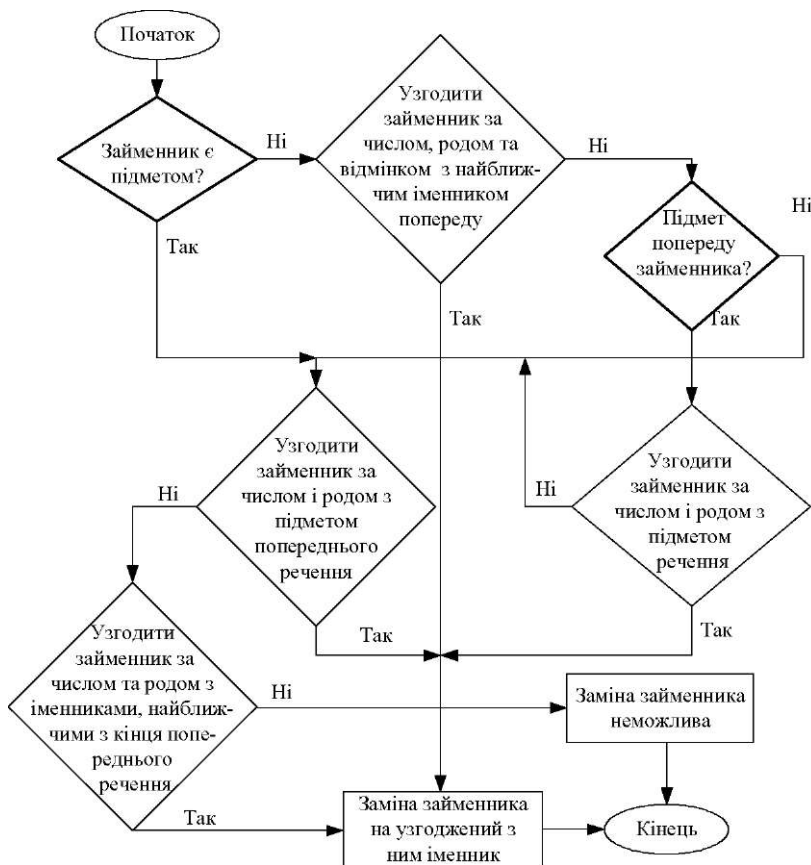 Початок
Займенник є
підметом?
Ні
Так
Узгодити
займенник за
числом, родом та
відмінком з найближ-
чим іменником
попереду
Ні
Так
Підмет
попереду
займенника?
Ні
Так
Узгодити
займенник за
числом і родом з
підметом
попереднього
речення
Ні
Так
Узгодити
займенник за
числом і родом з
підметом
речення
Ні
Так
Узгодити
займенник за
числом та родом з
іменниками, найближ-
чими з кінця попе-
реднього
речення
Ні
Так
Заміна займенника
неможлива
Заміна займенника
на узгоджений з
ним іменник
Кінець